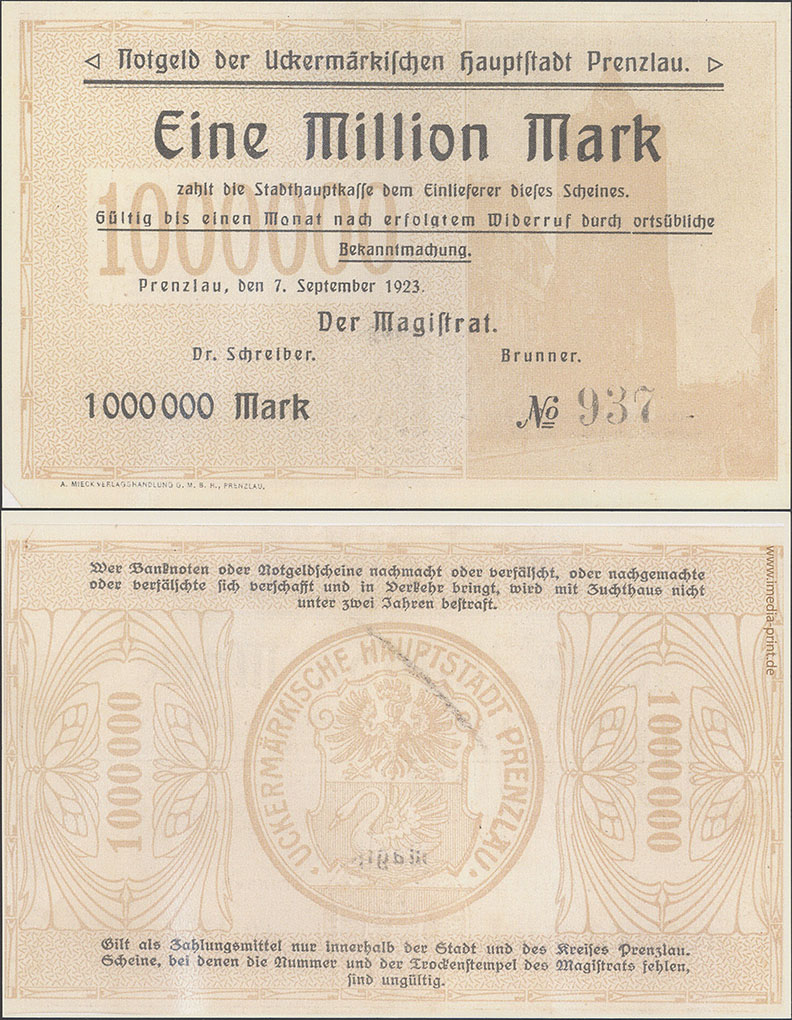 ◁ Notgeld der Uckermärkiſchen Hauptſtadt Prenzlau. ▷
Eine Million Mark
zahlt die Stadthauptkaſſe dem Einlieferer dieſes Scheines.
1000000
Gültig bis einen Monat nach erfolgtem Widerruf durch ortsübliche
Bekanntmachung.
Prenzlau, den 7. September 1923.
Der Magiſtrat.
Dr. Schreiber. Brunner.
1000000 Mark № 937
A. MIECK VERLAGSHANDLUNG G. M. B. H., PRENZLAU.
Wer Banknoten oder Notgeldſcheine nachmacht oder verfälſcht, oder nachgemachte
oder verfälſchte ſich verſchafft und in Verkehr bringt, wird mit Zuchthaus nicht
unter zwei Jahren beſtraft.
www.imedia-print.de
1000000
UCKERMÄRKISCHE HAUPTSTADT PRENZLAU
1000000
Gilt als Zahlungsmittel nur innerhalb der Stadt und des Kreiſes Prenzlau.
Scheine, bei denen die Nummer und der Trockenſtempel des Magiſtrats fehlen,
ſind ungültig.